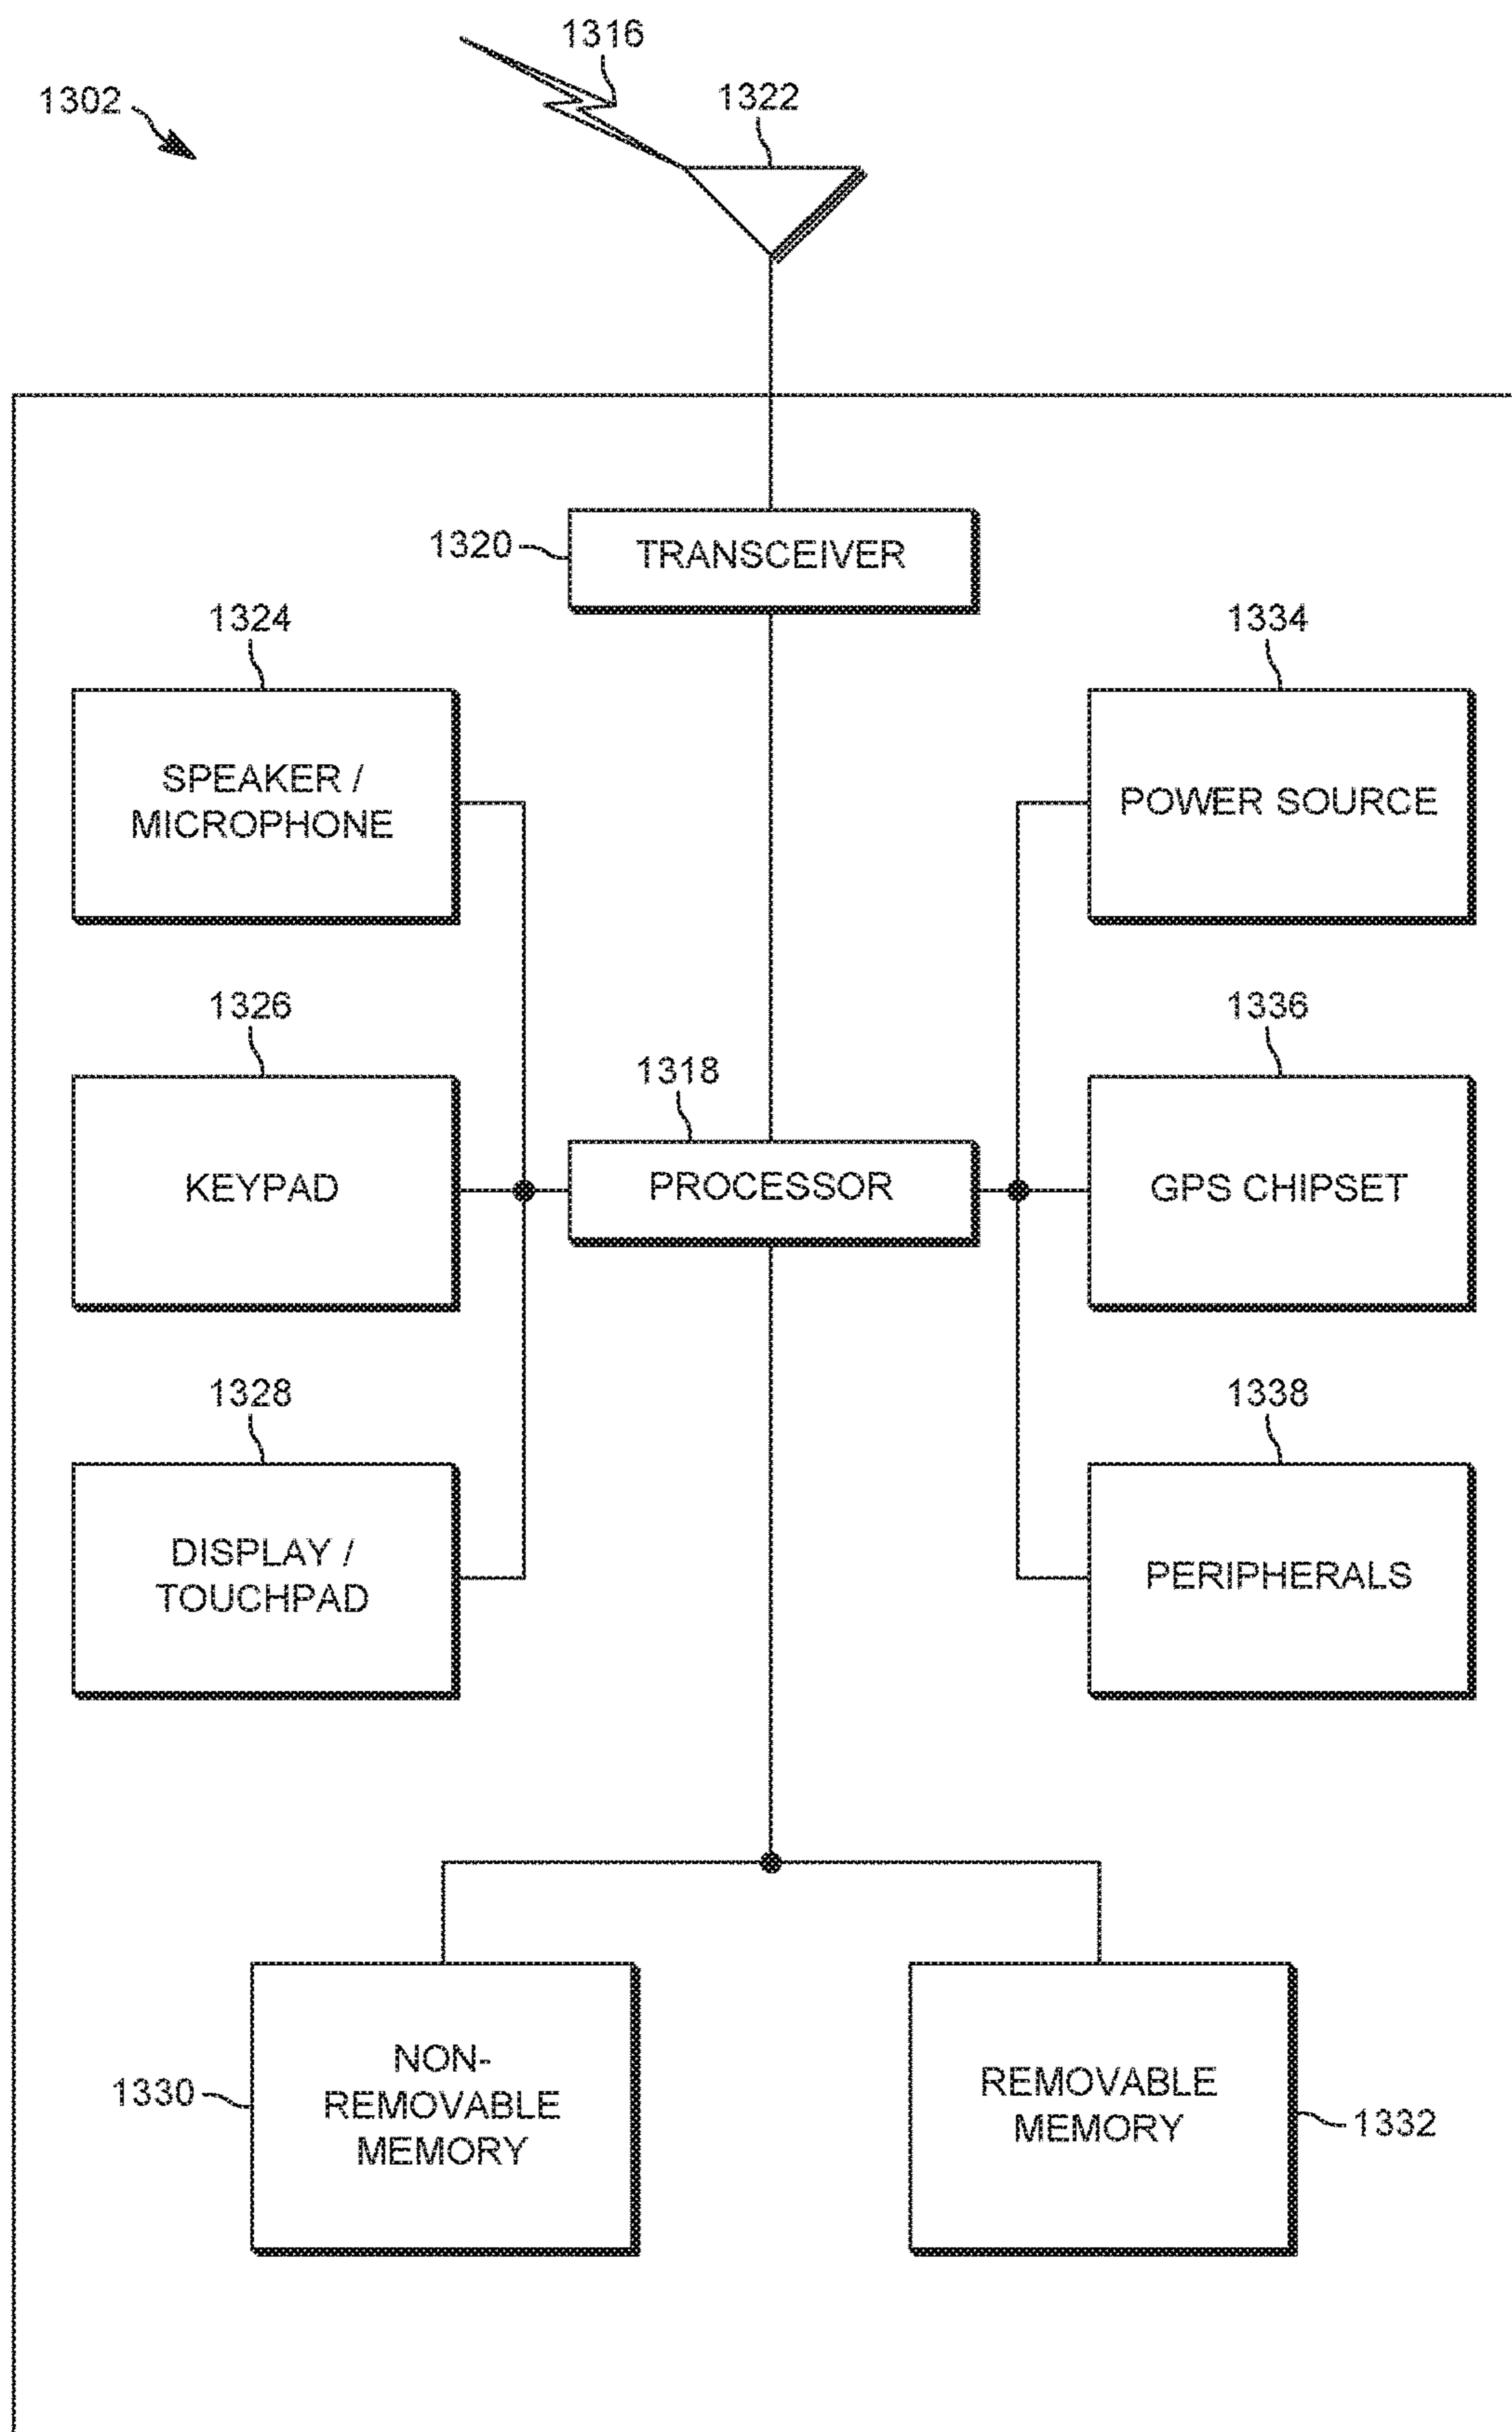 1316
1302
1322
1320
TRANSCEIVER
1324
1334
SPEAKER /
MICROPHONE
POWER SOURCE
1326
1336
1318
KEYPAD
PROCESSOR
GPS CHIPSET
1328
1338
DISPLAY /
TOUCHPAD
PERIPHERALS
1330
NON-
REMOVABLE
MEMORY
REMOVABLE
MEMORY
1332